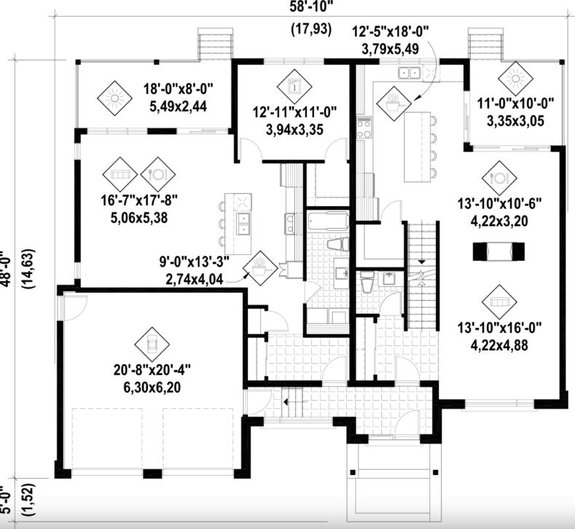 58'-10"
(17,93)
12'-5"x18'-0"
3,79x5,49
18'-0"x8'-0"
5,49x2,44
12'-11"x11'-0"
3,94x3,35
11'-0"x10'-0"
3,35x3,05
16'-7"x17'-8"
5,06x5,38
13'-10"x10'-6"
4,22x3,20
9'-0"x13'-3"
2,74x4,04
48'-0"
(14,63)
13'-10"x16'-0"
4,22x4,88
20'-8"x20'-4"
6,30x6,20
5'-0"
(1,52)